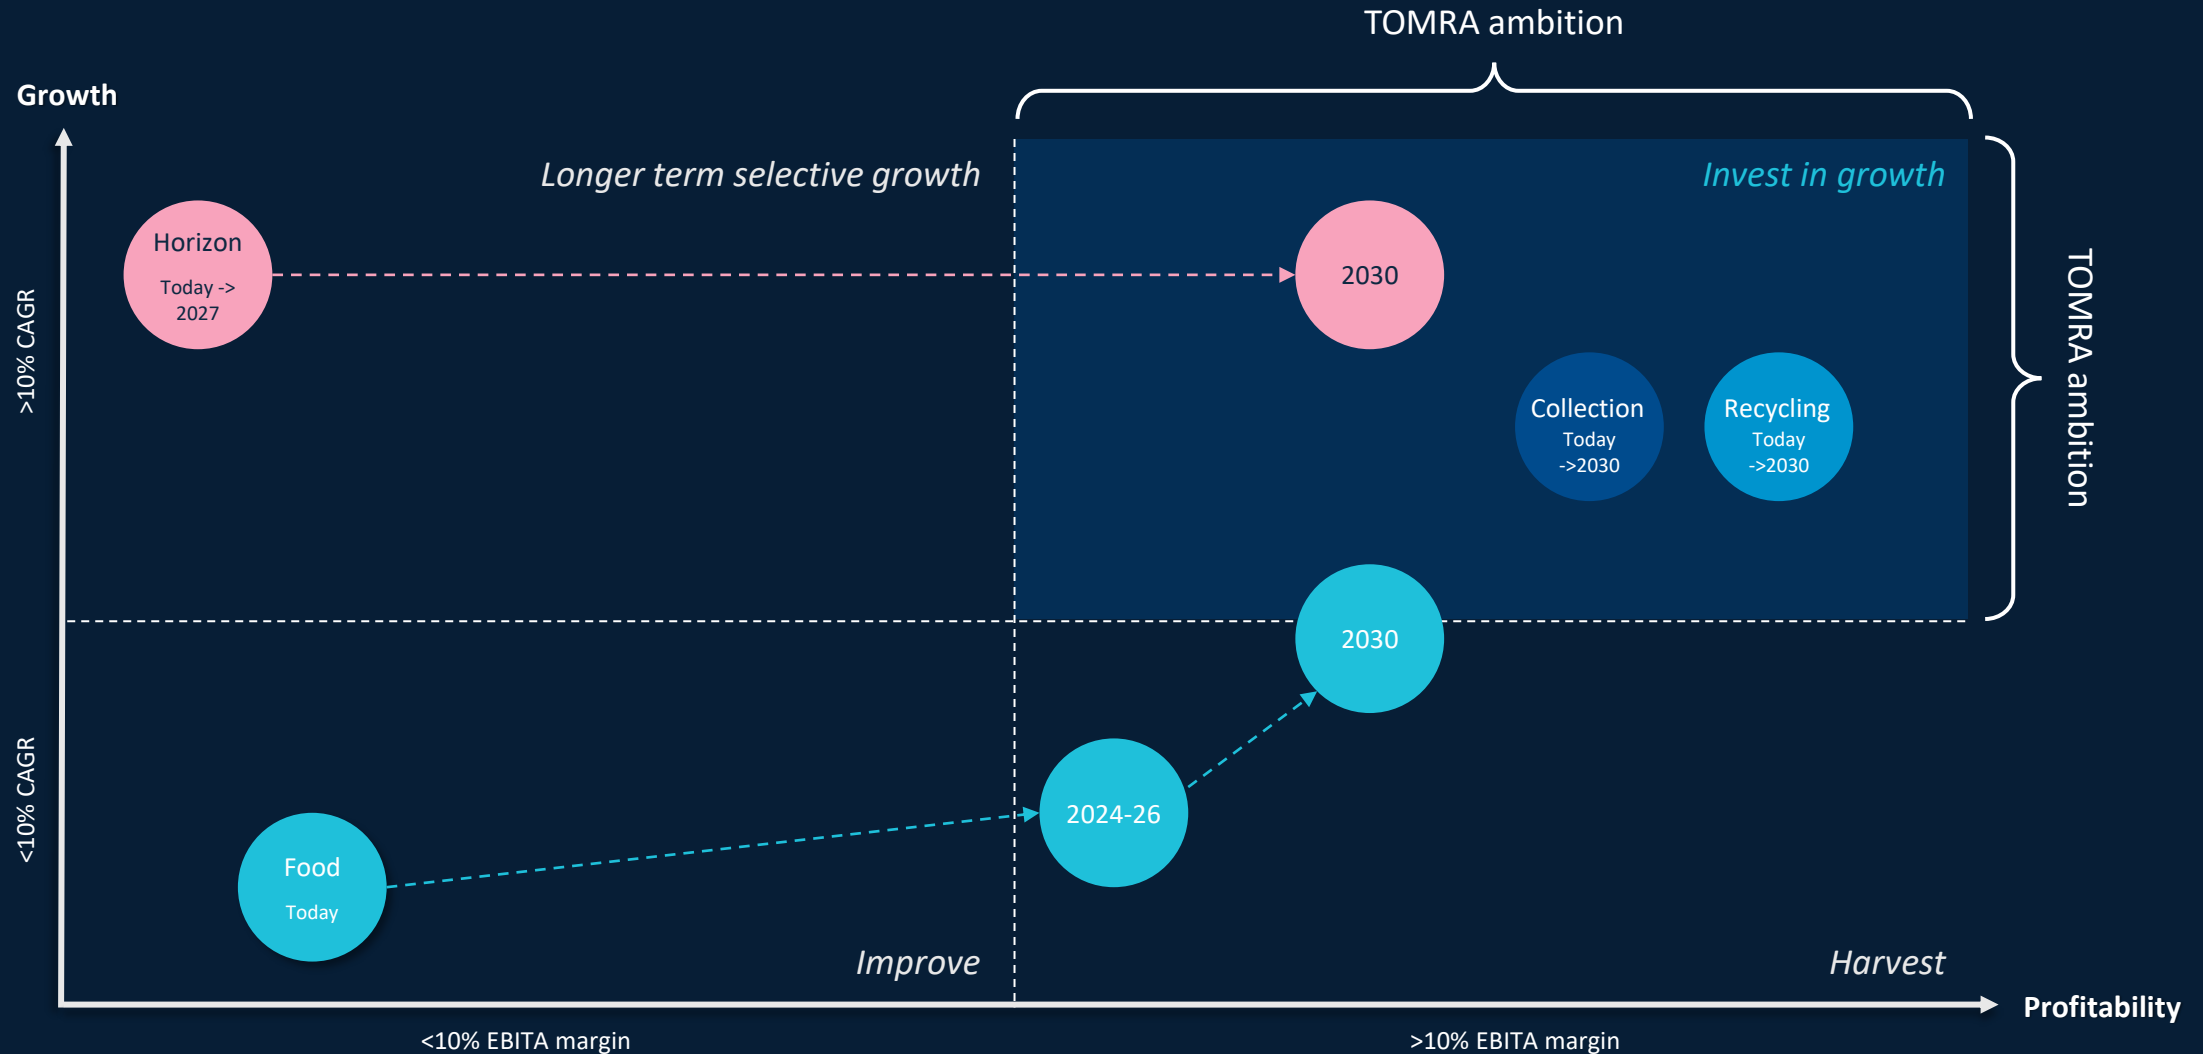 TOMRA ambition
Growth
Longer term selective growth
Invest in growth
Horizon
Today ->
2027
2030
TOMRA ambition
>10% CAGR
Collection
Today
->2030
Recycling
Today
->2030
2030
<10% CAGR
2024-26
Food
Today
Improve
Harvest
Profitability
<10% EBITA margin
>10% EBITA margin